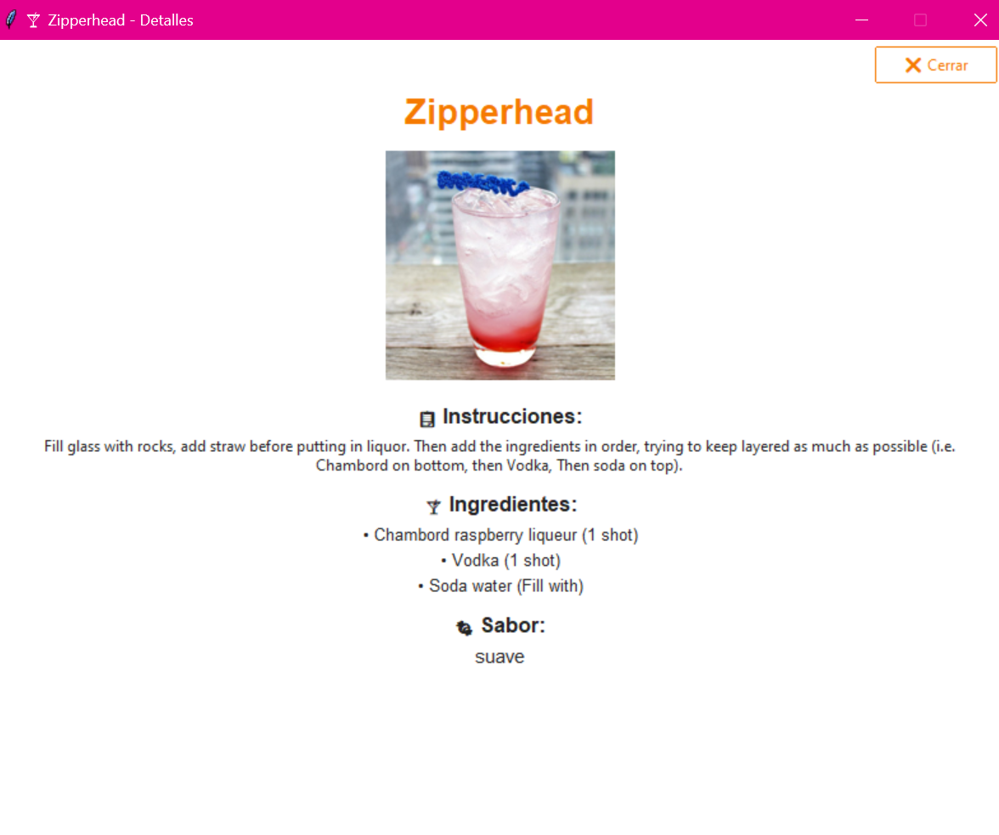 Zipperhead - Detalles
Cerrar
Zipperhead
Instrucciones:
Fill glass with rocks, add straw before putting in liquor. Then add the ingredients in order, trying to keep layered as much as possible (i.e.
Chambord on bottom, then Vodka, Then soda on top).
Ingredientes:
• Chambord raspberry liqueur (1 shot)
• Vodka (1 shot)
• Soda water (Fill with)
Sabor:
suave